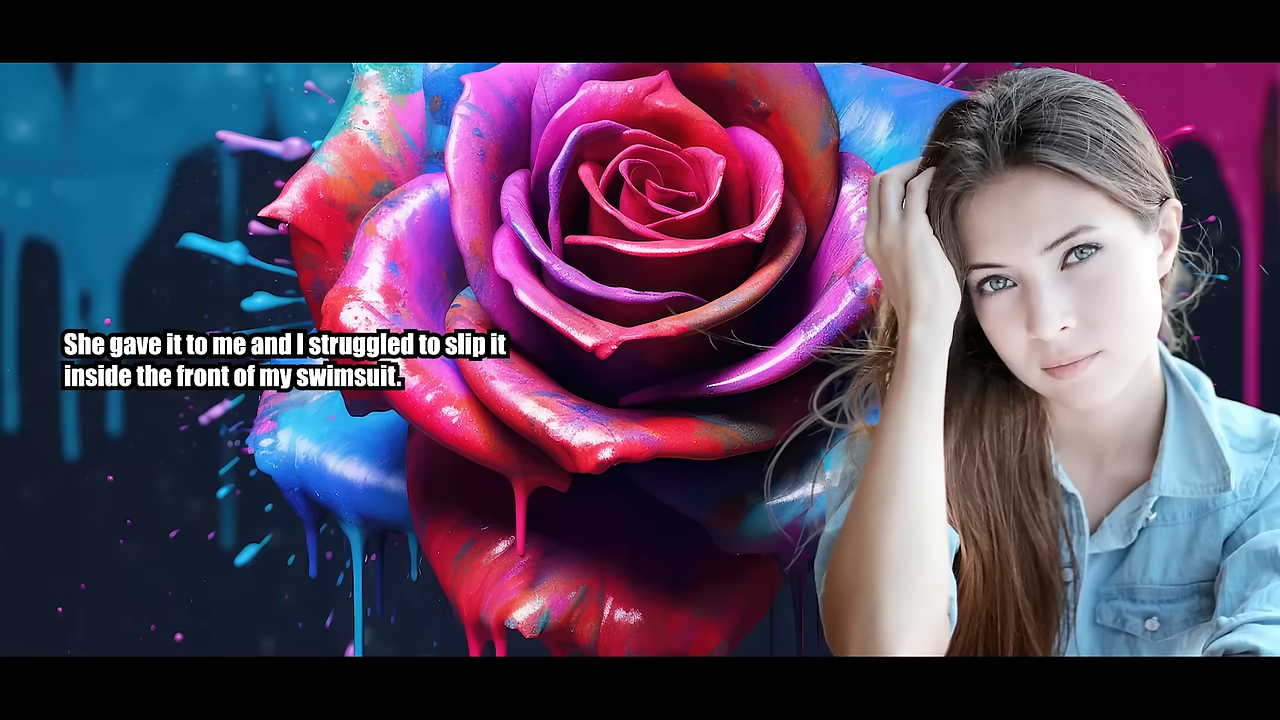 She gave it to me and I struggled to slip it
inside the front of my swimsuit.